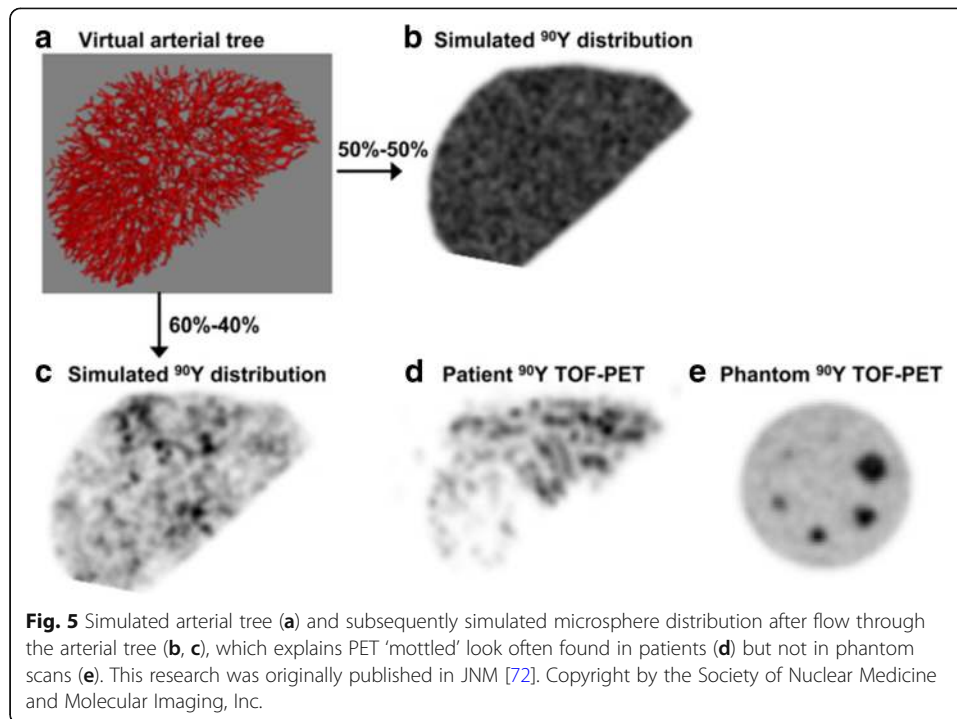 a Virtual arterial tree
b Simulated ⁹⁰Y distribution
50%-50%
60%-40%
c Simulated ⁹⁰Y distribution
d Patient ⁹⁰Y TOF-PET
e Phantom ⁹⁰Y TOF-PET
Fig. 5 Simulated arterial tree (a) and subsequently simulated microsphere distribution after flow through
the arterial tree (b, c), which explains PET ‘mottled’ look often found in patients (d) but not in phantom
scans (e). This research was originally published in JNM [72]. Copyright by the Society of Nuclear Medicine
and Molecular Imaging, Inc.